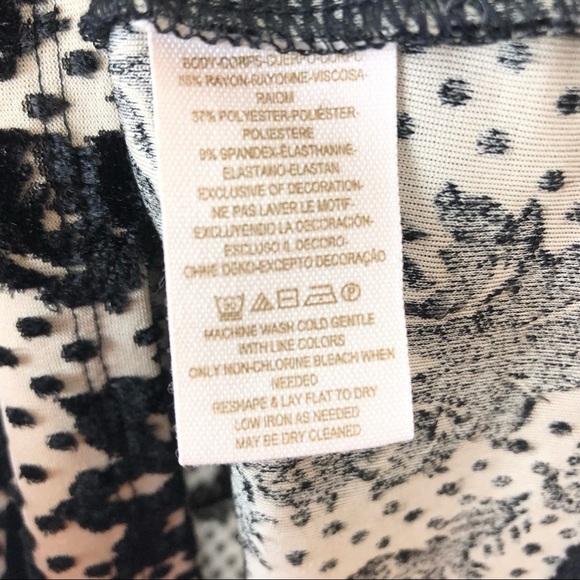 BODY-CORPS-CUERPO-CORPO
RAYON-RAYONNE-VISCOSA-
RAIOM
37% POLYESTER-POLIÉSTER-
POLIESTERE
9% SPANDEX-ELASTHANNE-
ELASTANO-ELASTAN
EXCLUSIVE OF DECORATION-
NE PAS LAVER LE MOTIF-
EXCLUYENDO LA DECORACIÓN-
ESCLUSO IL DECORO-
OHNE DEKO-EXCEPTO DECORAÇÃO
MACHINE WASH COLD GENTLE
WITH LIKE COLORS
ONLY NON-CHLORINE BLEACH WHEN
NEEDED
RESHAPE & LAY FLAT TO DRY
LOW IRON AS NEEDED
MAY BE DRY CLEANED